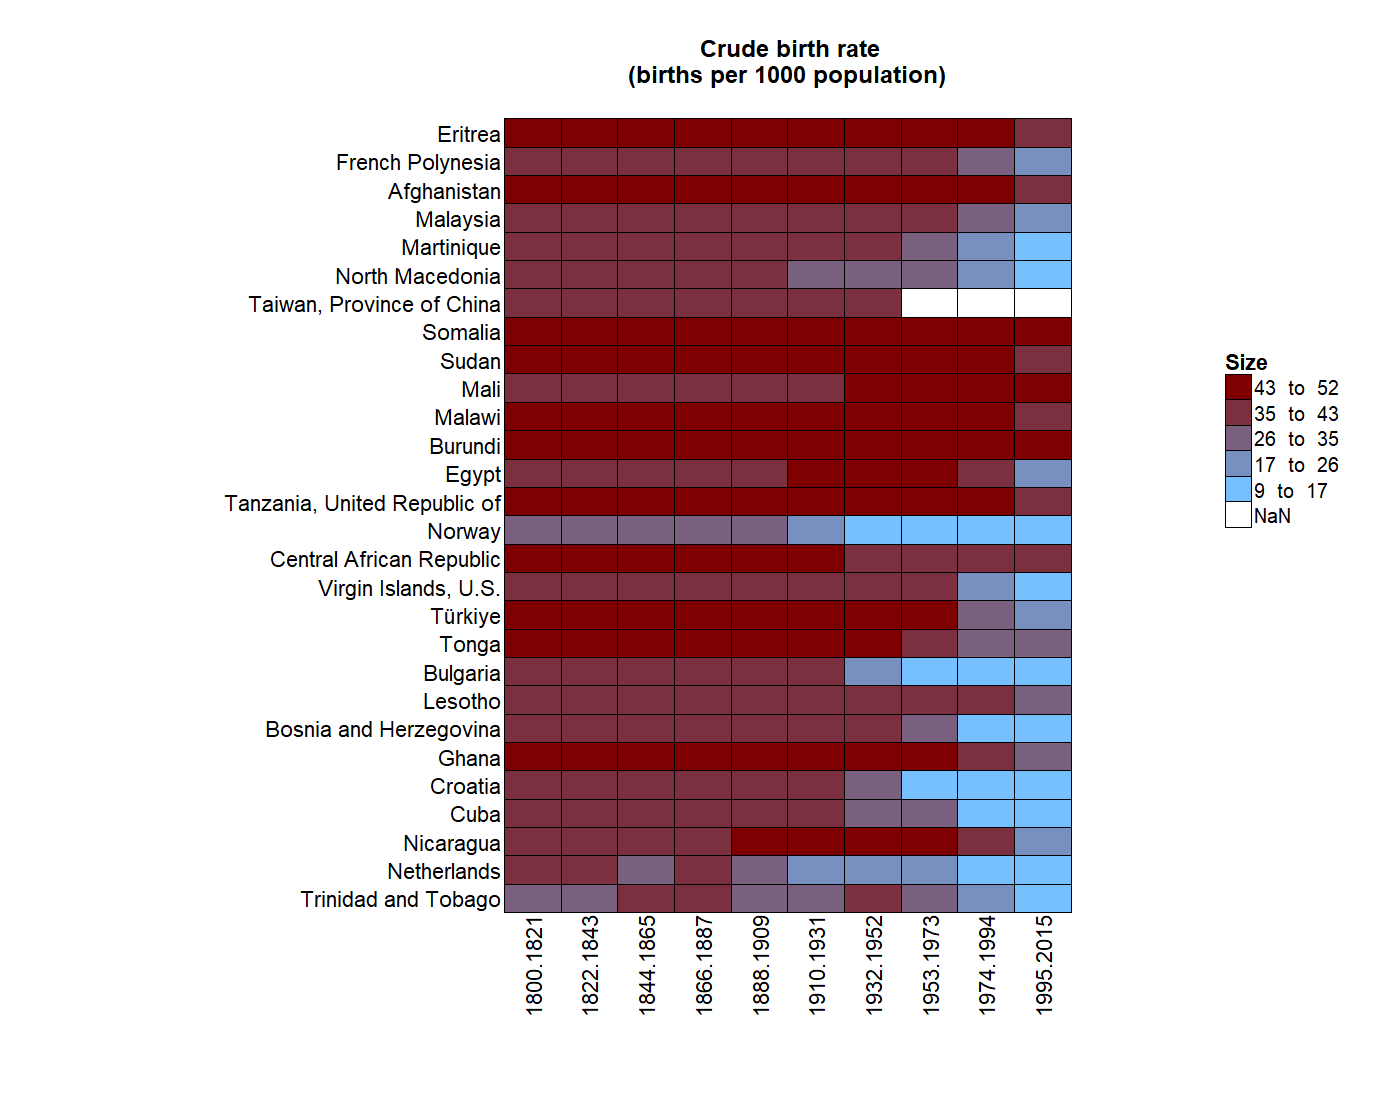 Crude birth rate
(births per 1000 population)
Eritrea
French Polynesia
Afghanistan
Malaysia
Martinique
North Macedonia
Taiwan, Province of China
Somalia
Sudan
Mali
Malawi
Burundi
Egypt
Tanzania, United Republic of
Norway
Central African Republic
Virgin Islands, U.S.
Türkiye
Tonga
Bulgaria
Lesotho
Bosnia and Herzegovina
Ghana
Croatia
Cuba
Nicaragua
Netherlands
Trinidad and Tobago
1800.1821
1822.1843
1844.1865
1866.1887
1888.1909
1910.1931
1932.1952
1953.1973
1974.1994
1995.2015
Size
43 to 52
35 to 43
26 to 35
17 to 26
9 to 17
NaN